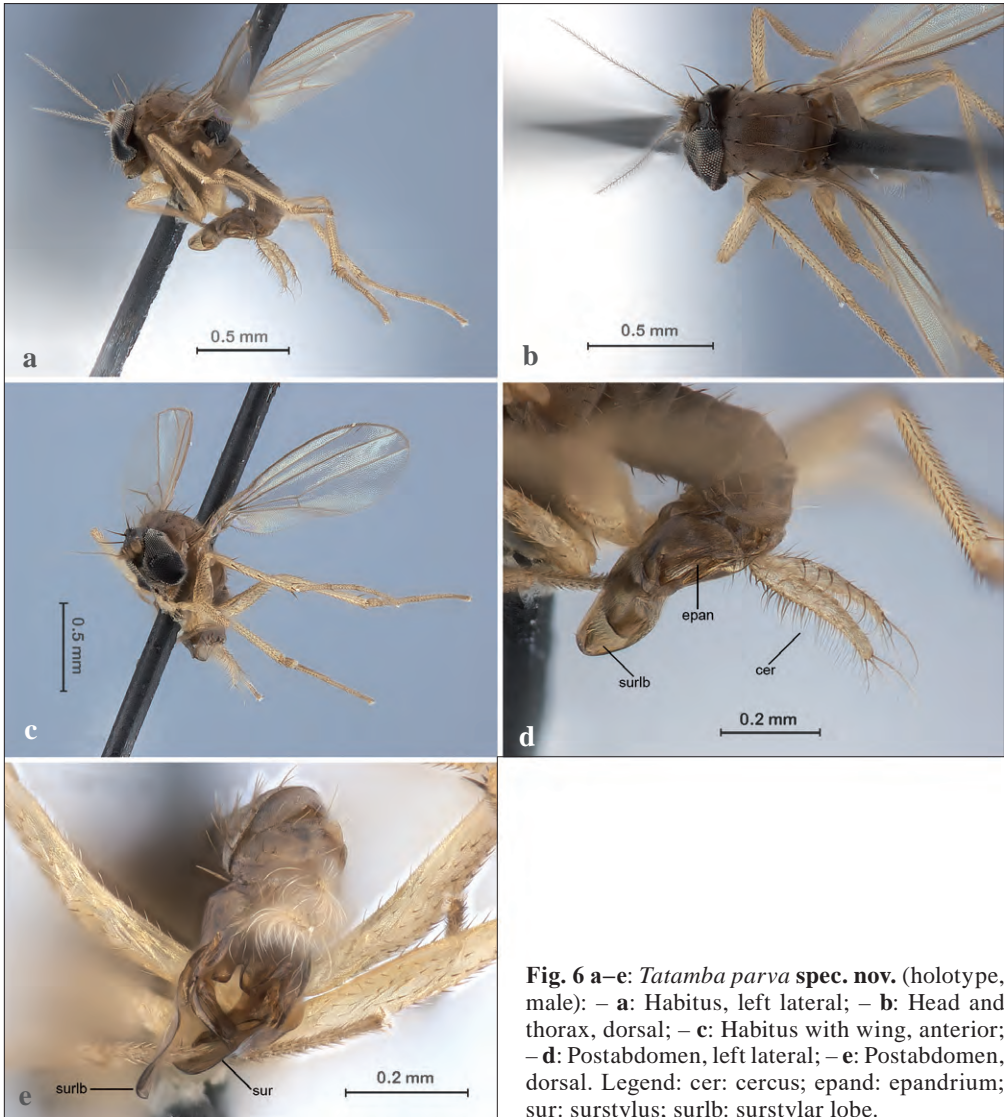 0.5 mm
a
0.5 mm
b
0.5 mm
c
epan
surlb
cer
0.2 mm
d
surlb
sur
0.2 mm
e
Fig. 6 a–e: Tatamba parva spec. nov. (holotype,
male): – a: Habitus, left lateral; – b: Head and
thorax, dorsal; – c: Habitus with wing, anterior;
– d: Postabdomen, left lateral; – e: Postabdomen,
dorsal. Legend: cer: cercus; epand: epandrium;
sur: surstylus; surlb: surstylar lobe.